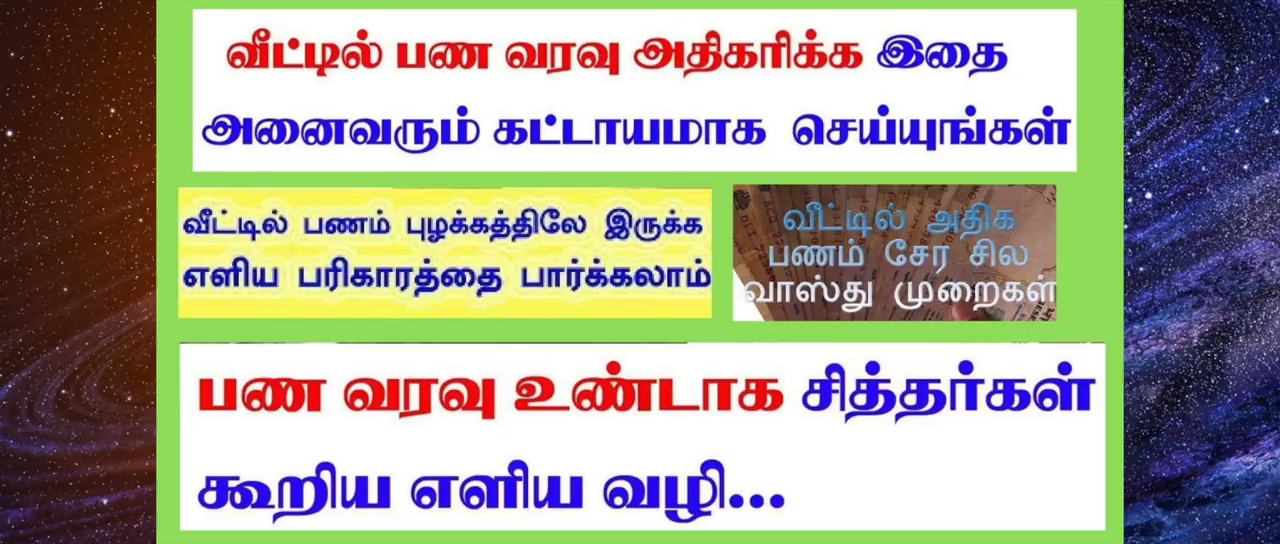 வீட்டில் பண வரவு அதிகரிக்க இதை
அனைவரும் கட்டாயமாக செய்யுங்கள்
வீட்டில் பணம் புழக்கத்திலே இருக்க
எளிய பரிகாரத்தை பார்க்கலாம்
வீட்டில் அதிக
பணம் சேர சில
வாஸ்து முறைகள்
பண வரவு உண்டாக சித்தர்கள்
கூறிய எளிய வழி...